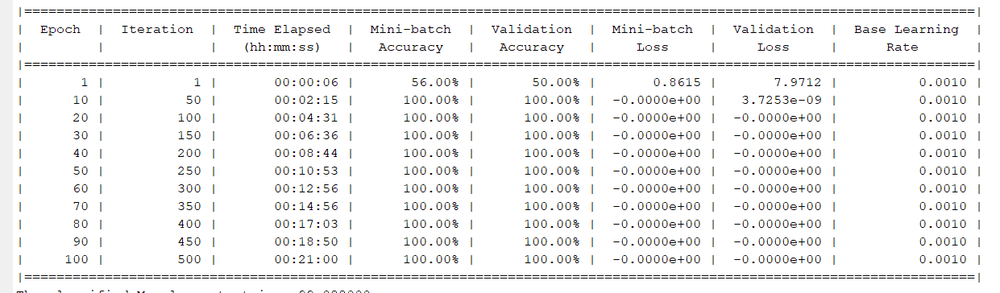 |======================================================================================================================|
| Epoch | Iteration | Time Elapsed | Mini-batch | Validation | Mini-batch | Validation | Base Learning |
| | | (hh:mm:ss) | Accuracy | Accuracy | Loss | Loss | Rate |
|======================================================================================================================|
| 1 | 1 | 00:00:06 | 56.00% | 50.00% | 0.8615 | 7.9712 | 0.0010 |
| 10 | 50 | 00:02:15 | 100.00% | 100.00% | -0.0000e+00 | 3.7253e-09 | 0.0010 |
| 20 | 100 | 00:04:31 | 100.00% | 100.00% | -0.0000e+00 | -0.0000e+00 | 0.0010 |
| 30 | 150 | 00:06:36 | 100.00% | 100.00% | -0.0000e+00 | -0.0000e+00 | 0.0010 |
| 40 | 200 | 00:08:44 | 100.00% | 100.00% | -0.0000e+00 | -0.0000e+00 | 0.0010 |
| 50 | 250 | 00:10:53 | 100.00% | 100.00% | -0.0000e+00 | -0.0000e+00 | 0.0010 |
| 60 | 300 | 00:12:56 | 100.00% | 100.00% | -0.0000e+00 | -0.0000e+00 | 0.0010 |
| 70 | 350 | 00:14:56 | 100.00% | 100.00% | -0.0000e+00 | -0.0000e+00 | 0.0010 |
| 80 | 400 | 00:17:03 | 100.00% | 100.00% | -0.0000e+00 | -0.0000e+00 | 0.0010 |
| 90 | 450 | 00:18:50 | 100.00% | 100.00% | -0.0000e+00 | -0.0000e+00 | 0.0010 |
| 100 | 500 | 00:21:00 | 100.00% | 100.00% | -0.0000e+00 | -0.0000e+00 | 0.0010 |
|======================================================================================================================|